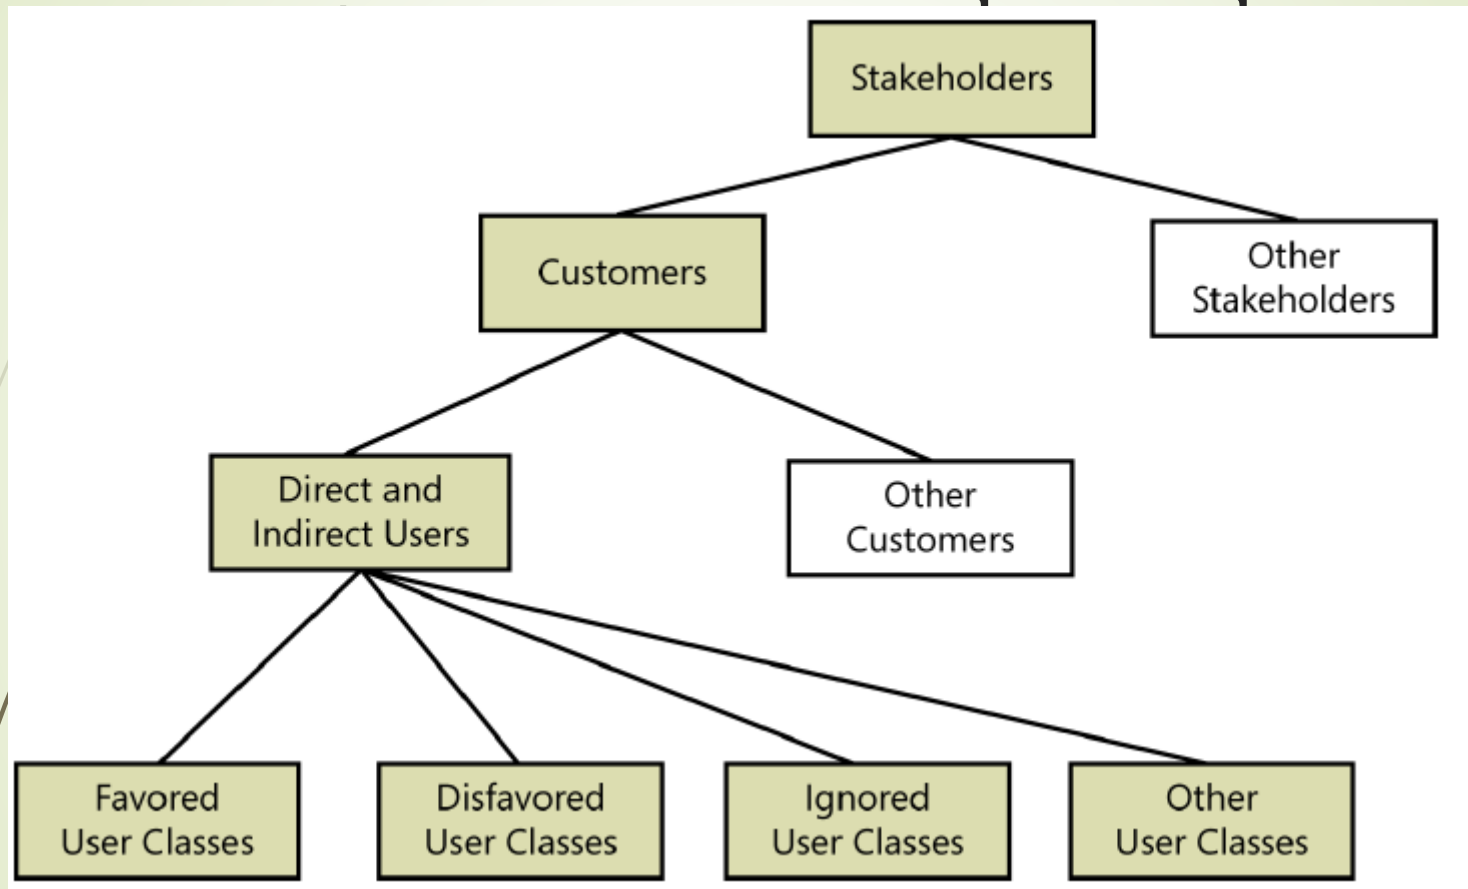 Stakeholders
Customers
Other
Stakeholders
Direct and
Indirect Users
Other
Customers
Favored
User Classes
Disfavored
User Classes
Ignored
User Classes
Other
User Classes